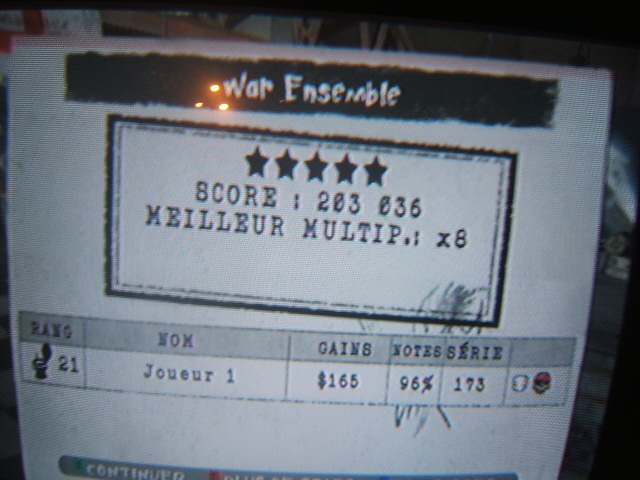 War Ensemble
SCORE : 203 036
MEILLEUR MULTIP.: x8
RANG NOM GAINS NOTES SÉRIE
21 Joueur 1 $165 96% 173
CONTINUER